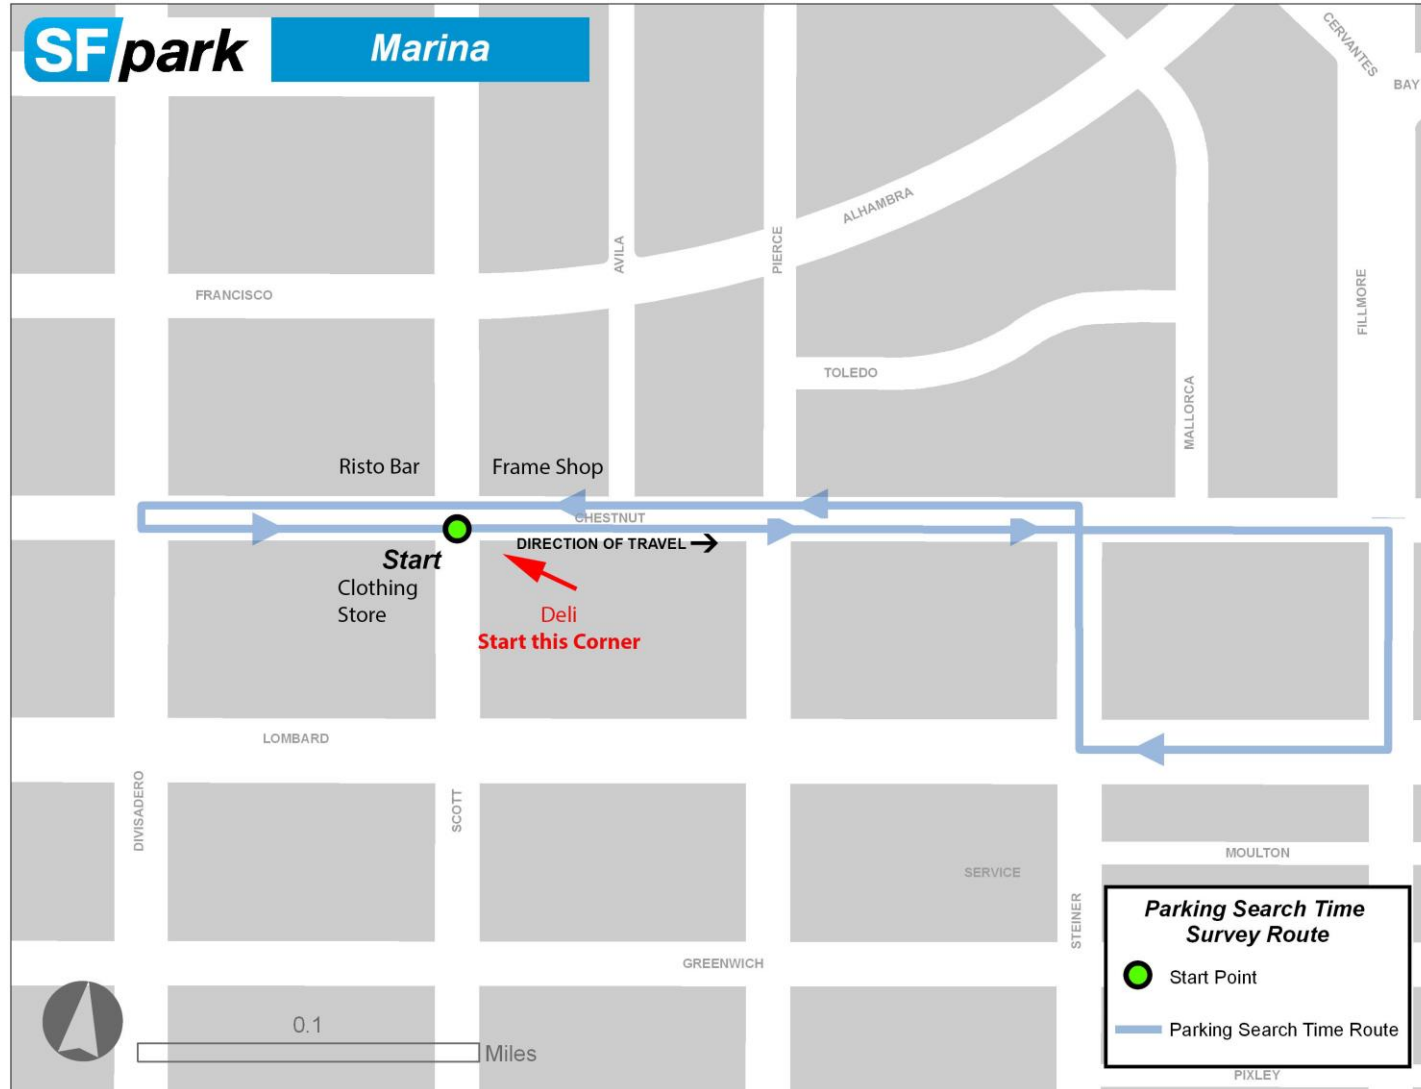 SFpark
Marina
CERVANTES
BAY
ALHAMBRA
AVILA
PIERCE
FRANCISCO
FILLMORE
TOLEDO
MALLORCA
Risto Bar
Frame Shop
CHESTNUT
DIRECTION OF TRAVEL →
Start
Clothing
Store
Deli
Start this Corner
LOMBARD
DIVISADERO
SCOTT
MOULTON
SERVICE
STEINER
GREENWICH
Parking Search Time
Survey Route
Start Point
Parking Search Time Route
0.1
Miles
PIXLEY